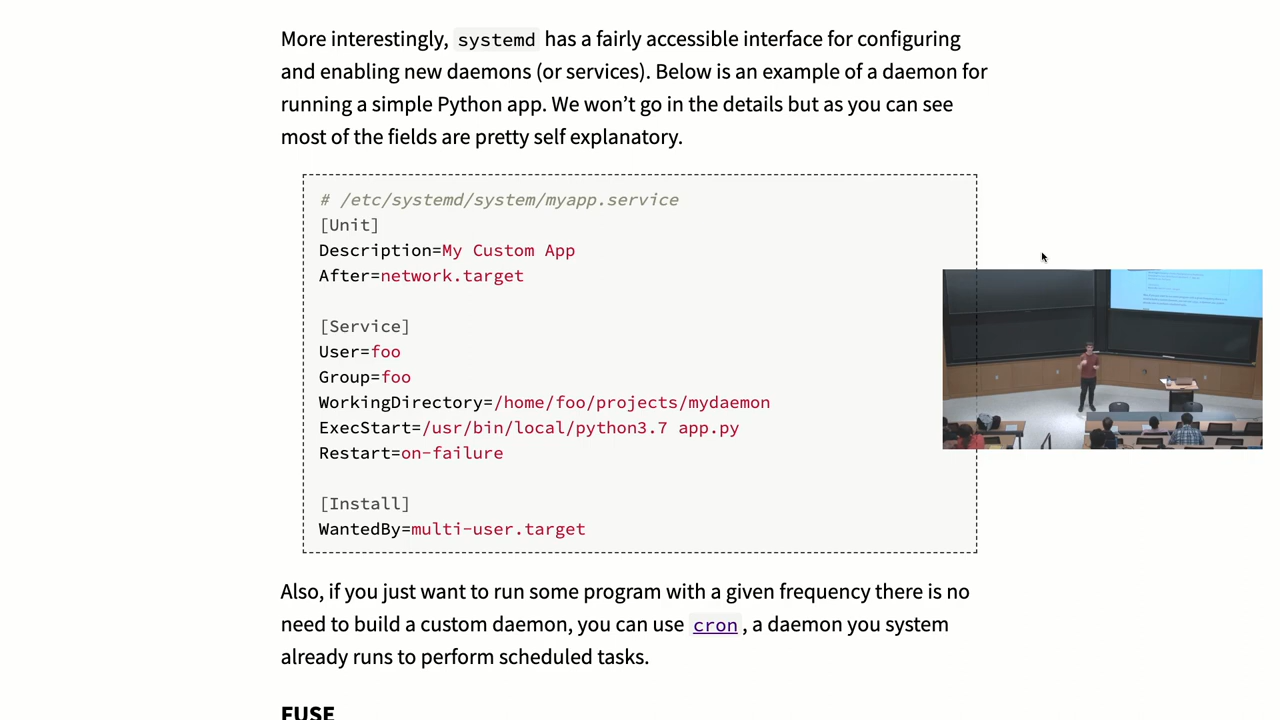 More interestingly, systemd has a fairly accessible interface for configuring
and enabling new daemons (or services). Below is an example of a daemon for
running a simple Python app. We won’t go in the details but as you can see
most of the fields are pretty self explanatory.
# /etc/systemd/system/myapp.service
[Unit]
Description=My Custom App
After=network.target
[Service]
User=foo
Group=foo
WorkingDirectory=/home/foo/projects/mydaemon
ExecStart=/usr/bin/local/python3.7 app.py
Restart=on-failure
[Install]
WantedBy=multi-user.target
Also, if you just want to run some program with a given frequency there is no
need to build a custom daemon, you can use cron, a daemon you system
already runs to perform scheduled tasks.
FUSE